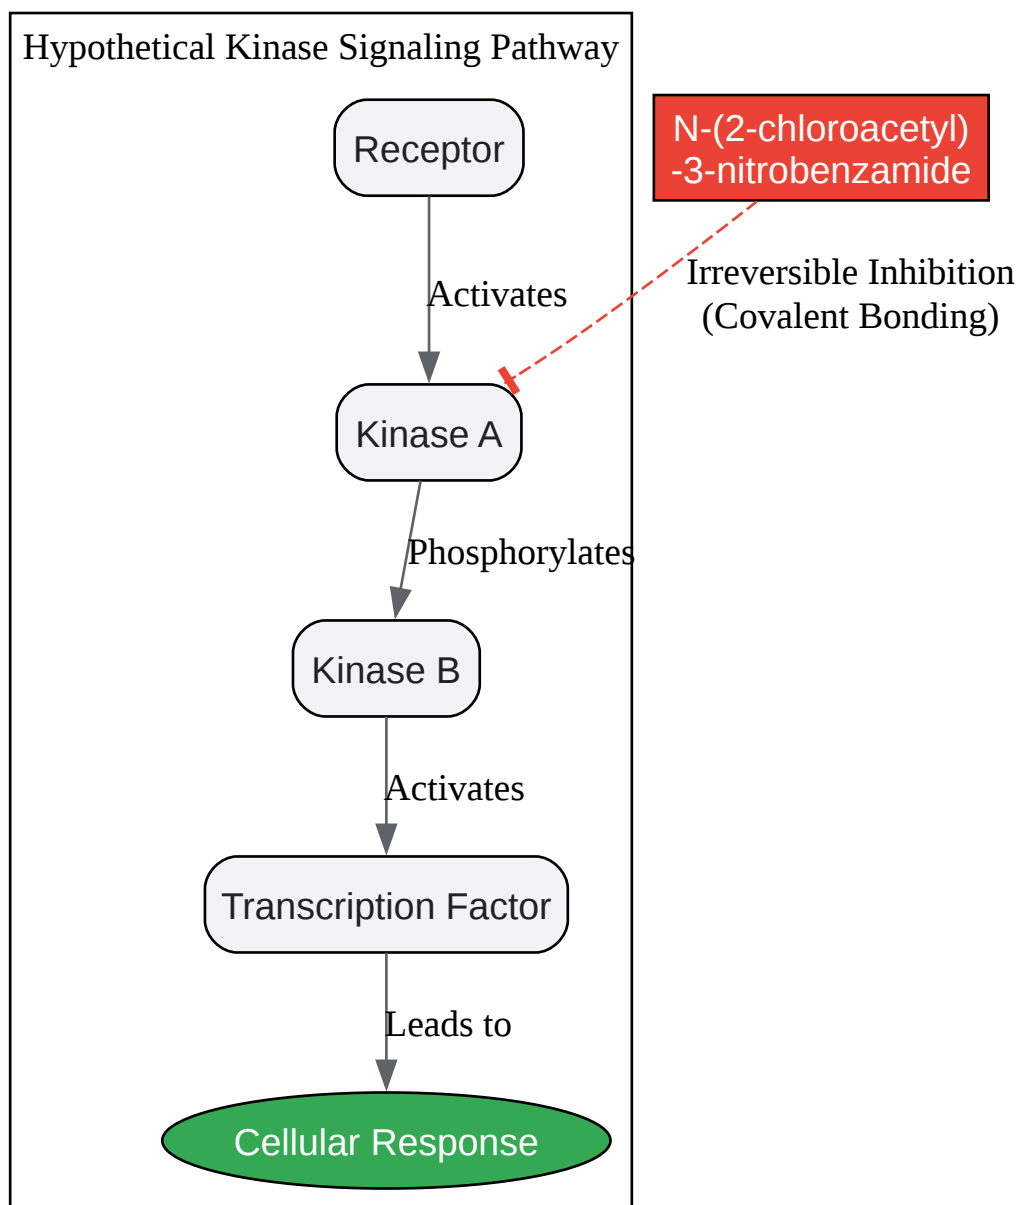 Hypothetical Kinase Signaling Pathway
Receptor
N-(2-chloroacetyl)
-3-nitrobenzamide
Irreversible Inhibition
(Covalent Bonding)
Activates
Kinase A
Phosphorylates
Kinase B
Activates
Transcription Factor
Leads to
Cellular Response